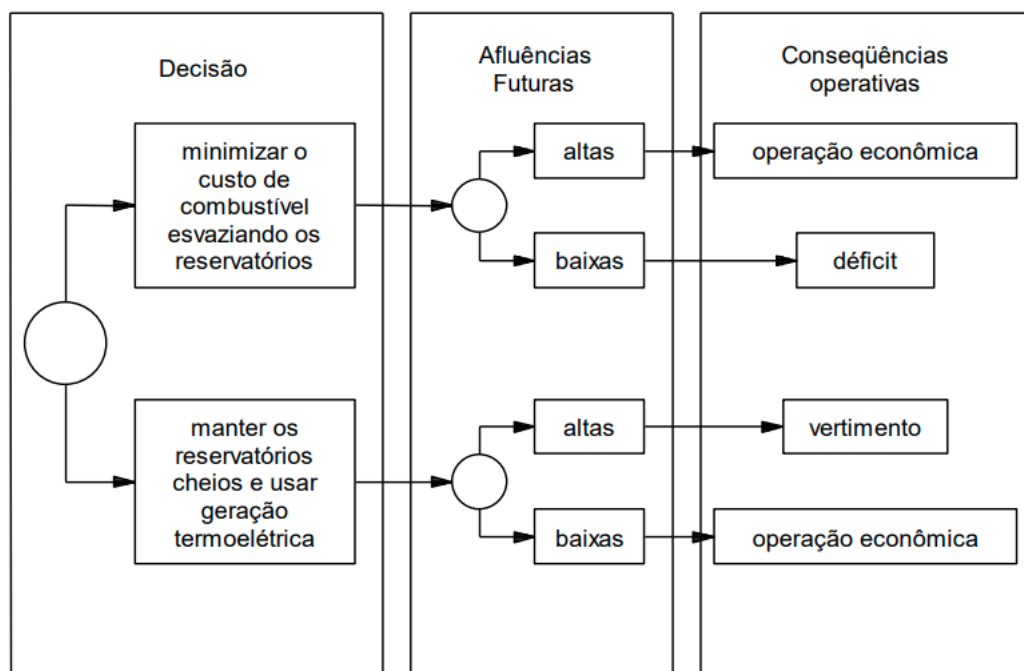 Decisão
Afluências
Futuras
Conseqüências
operativas
minimizar o
custo de
combustível
esvaziando os
reservatórios
altas
operação econômica
baixas
déficit
manter os
reservatórios
cheios e usar
geração
termoelétrica
altas
vertimento
baixas
operação econômica